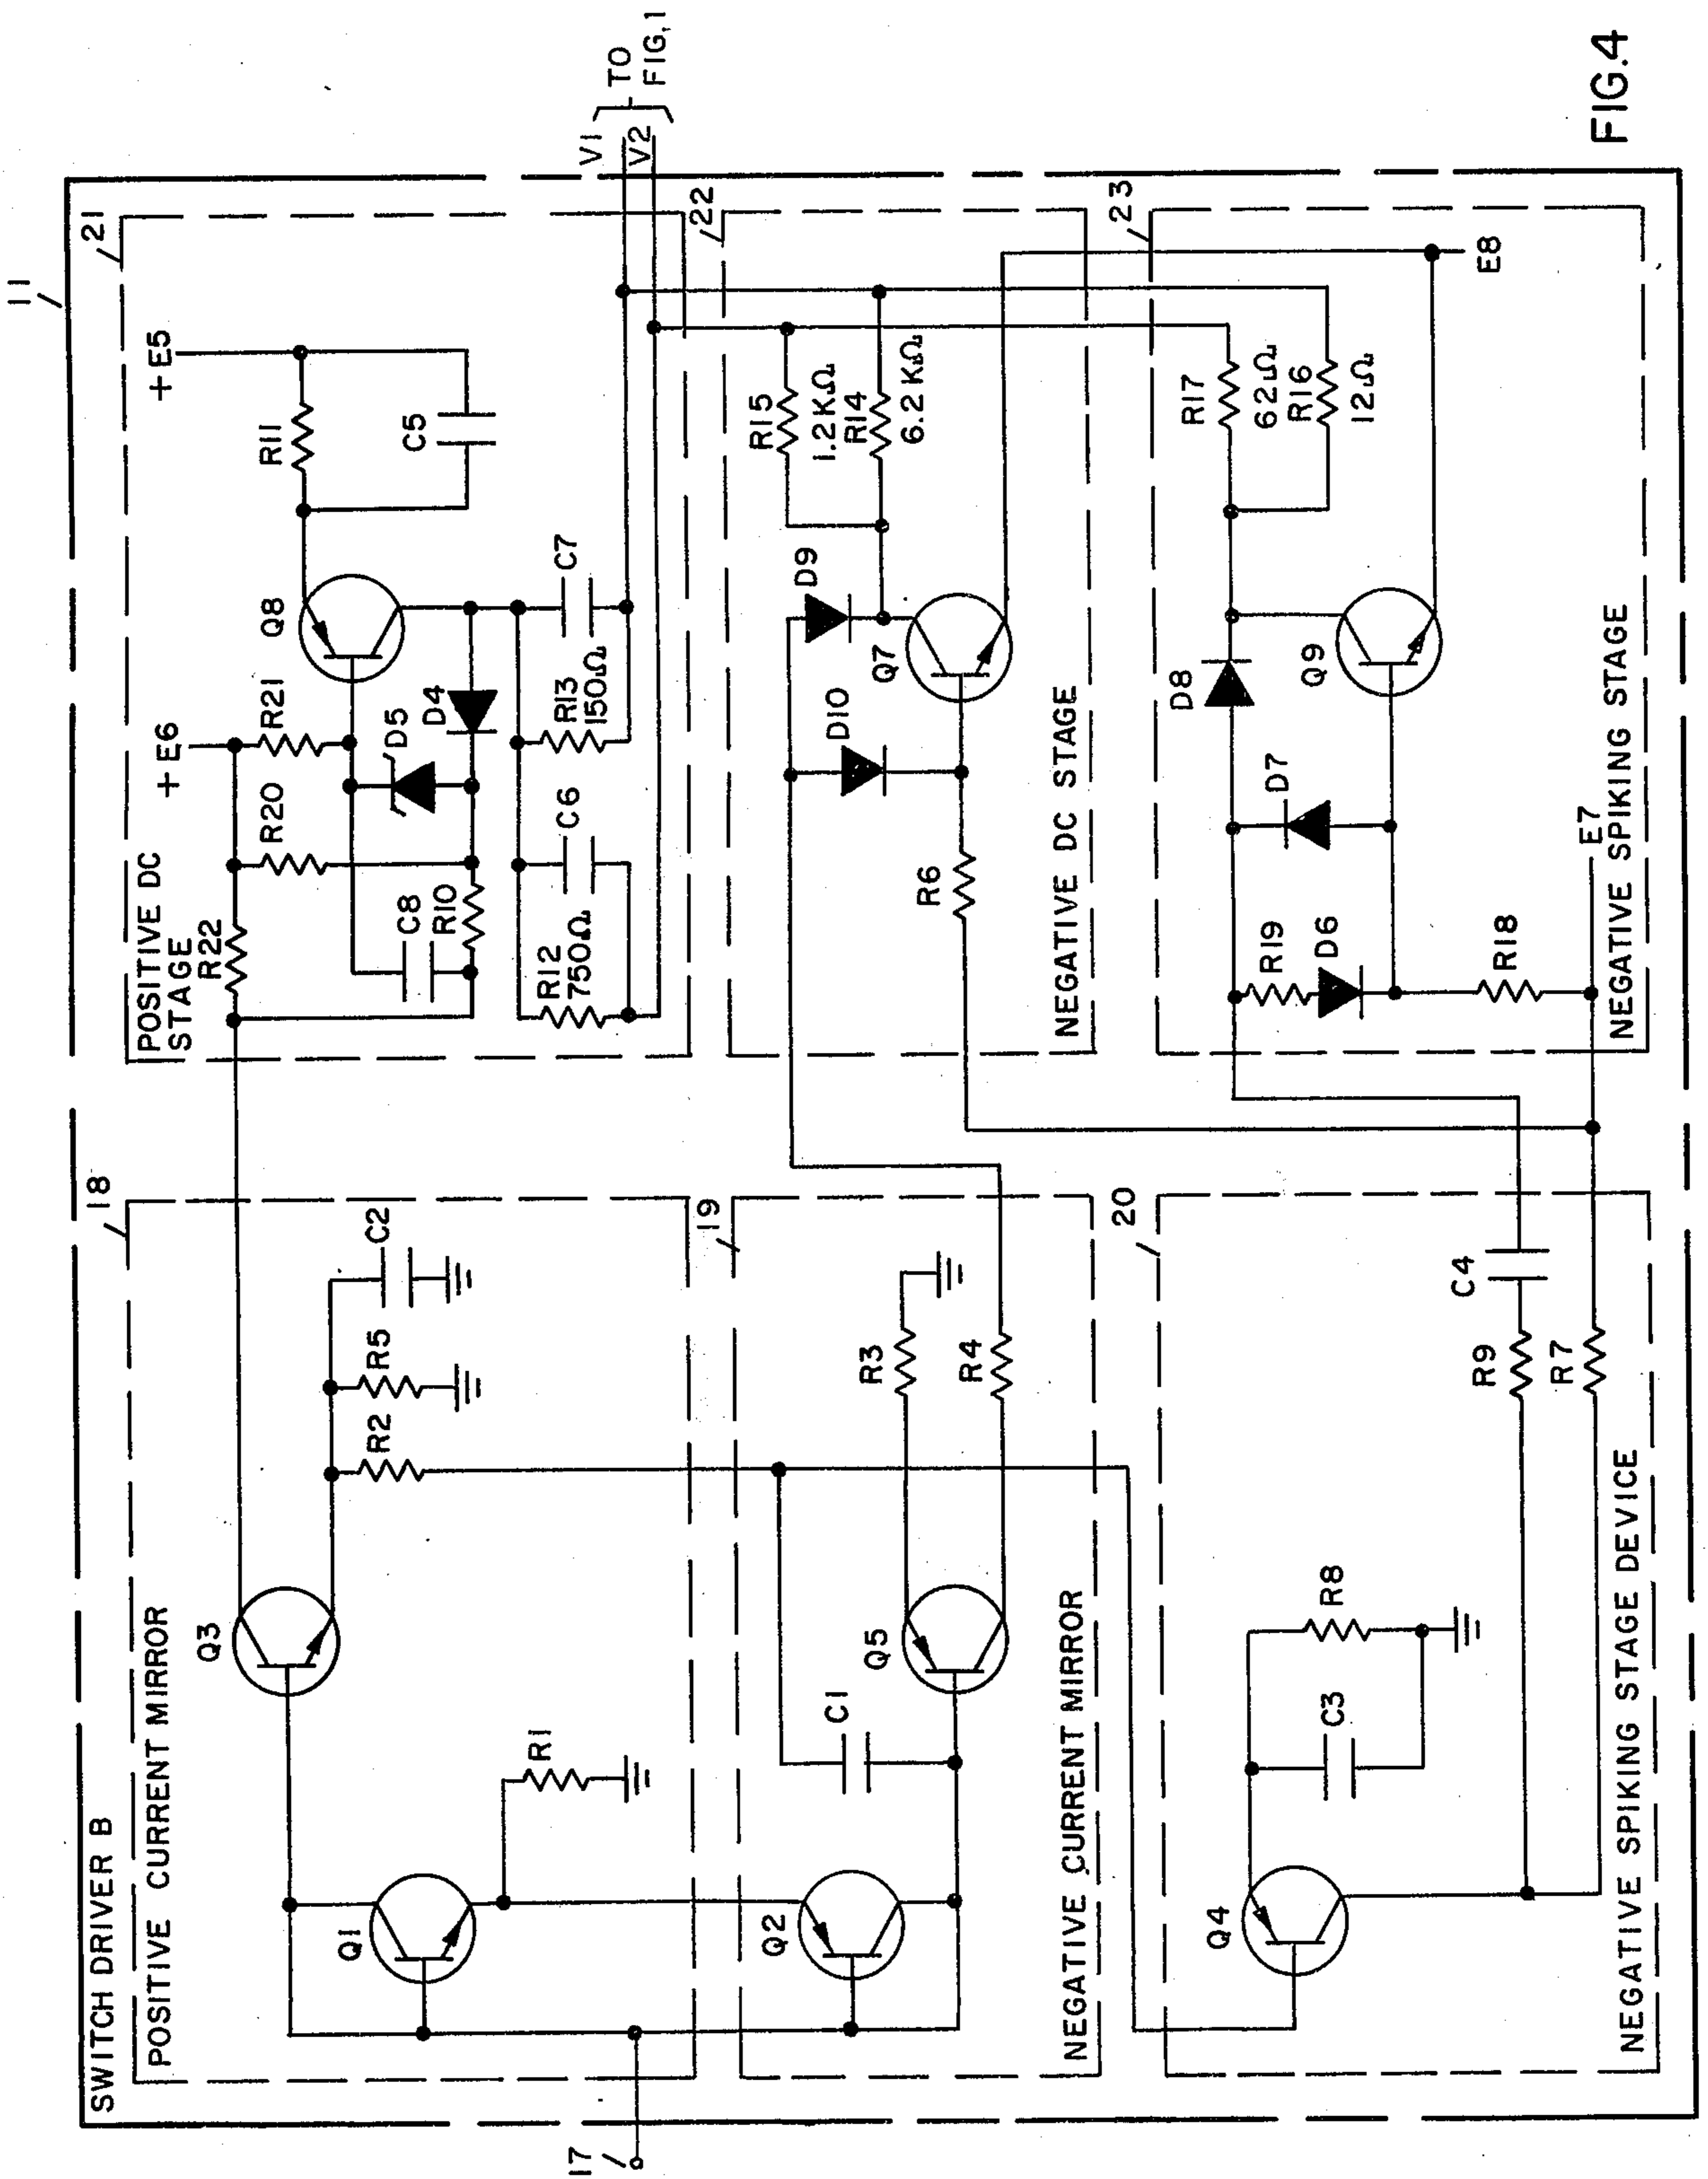 11
SWITCH DRIVER B
18
POSITIVE CURRENT MIRROR
Q3
C2
R5
R2
R1
Q1
17
21
POSITIVE DC
STAGE
+E6
+E5
R22
R20
R21
Q8
R11
C5
C8
R10
D5
D4
R12
750Ω
C6
R13
150Ω
C7
V1
V2
TO
FIG,1
19
NEGATIVE CURRENT MIRROR
Q2
C1
Q5
R3
R4
22
NEGATIVE DC STAGE
D9
D10
R6
Q7
R15
1.2KΩ
R14
6.2KΩ
20
NEGATIVE SPIKING STAGE DEVICE
Q4
C3
R8
R9
C4
R7
23
NEGATIVE SPIKING STAGE
D8
D7
R19
D6
R18
Q9
R17
62Ω
R16
12Ω
E7
E8
FIG.4